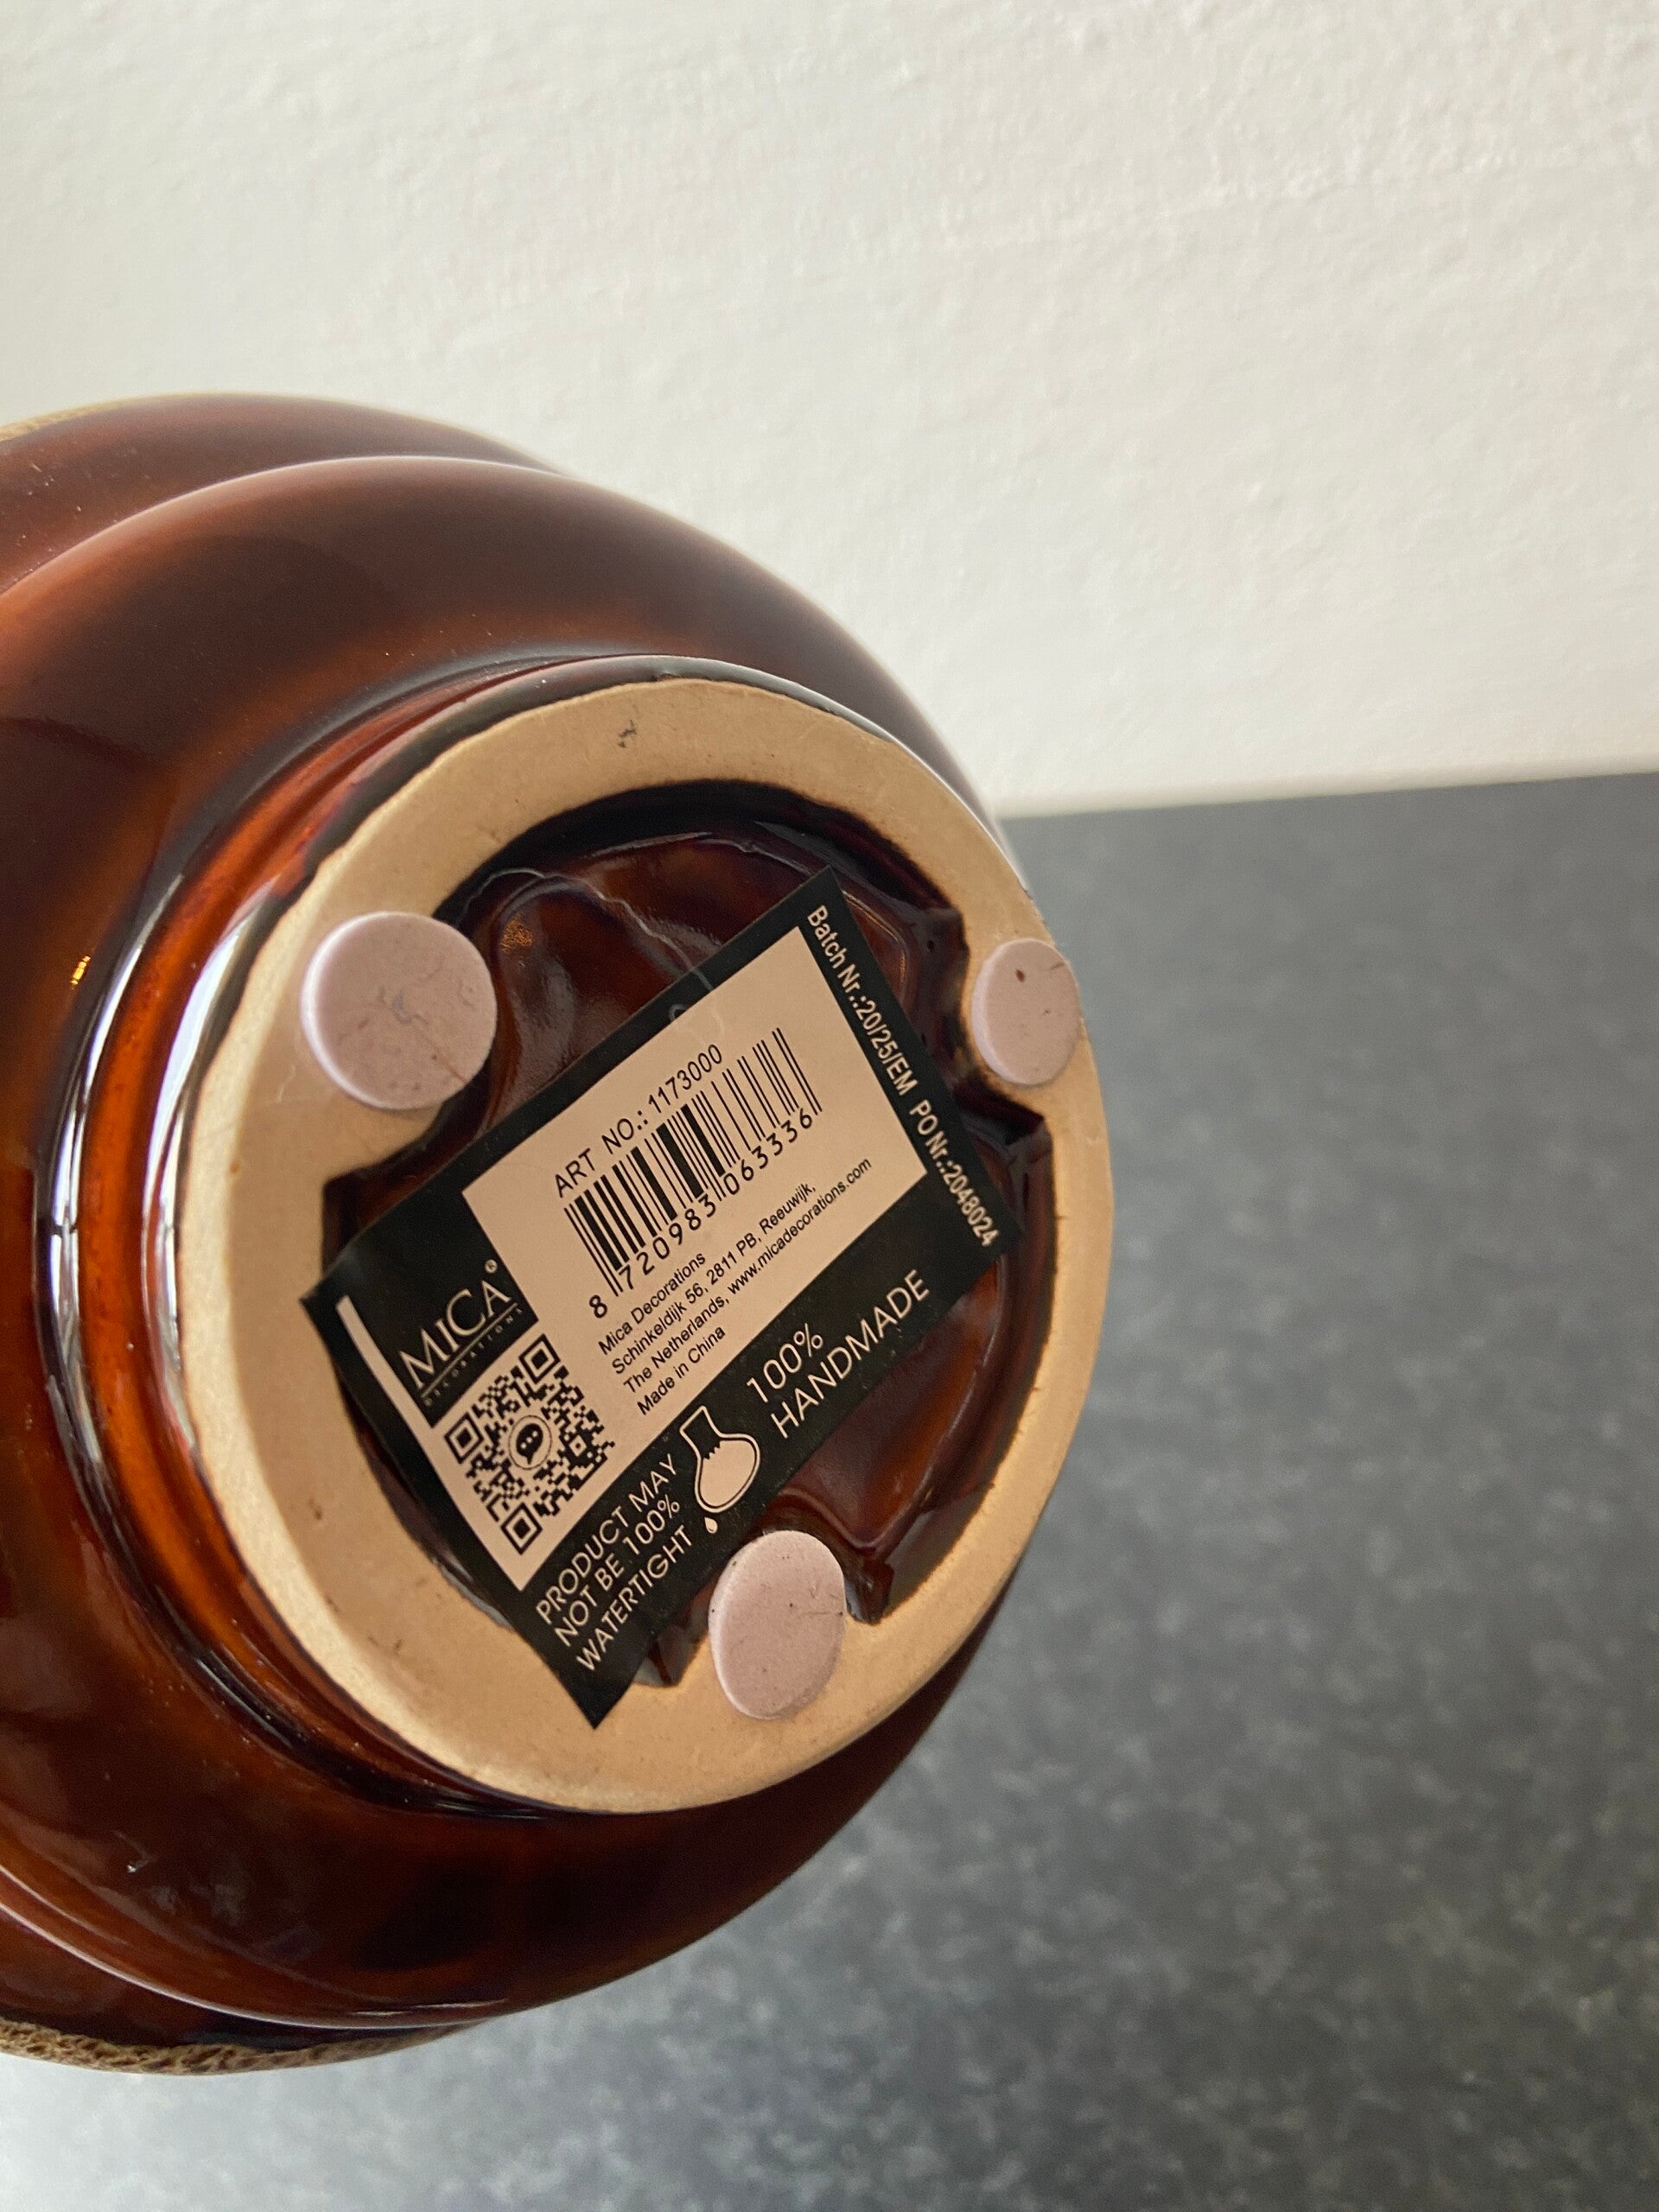 MICA®
DECORATIONS
ART NO.: 1173000
8 720983 063336
Mica Decorations
Schinkeldijk 56, 2811 PB, Reeuwijk,
The Netherlands, www.micadecorations.com
Made in China
PRODUCT MAY
NOT BE 100%
WATERTIGHT
100%
HANDMADE
Batch Nr.:20/25/EM PO Nr.:2048024